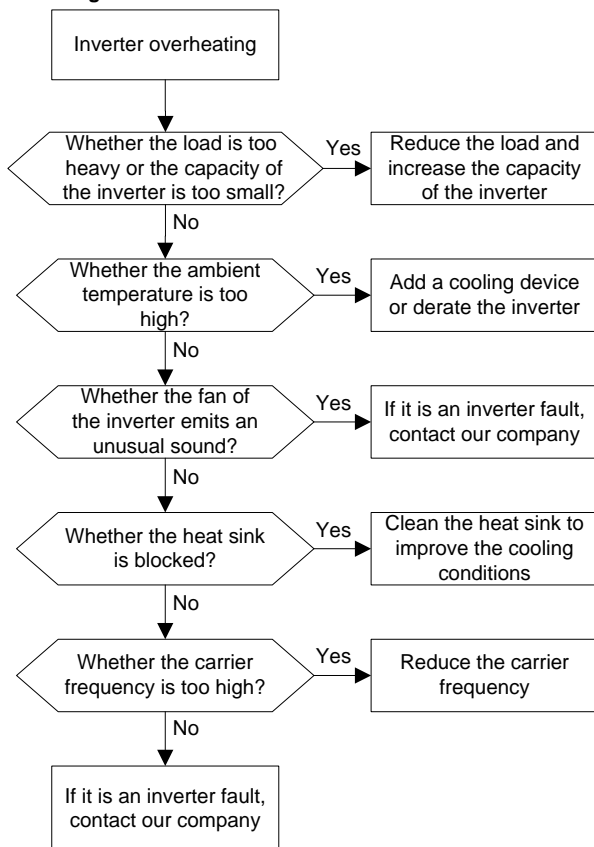 Inverter overheating
Whether the load is too
heavy or the capacity of
the inverter is too small?
Yes
Reduce the load and
increase the capacity
of the inverter
No
Whether the ambient
temperature is too
high?
Yes
Add a cooling device
or derate the inverter
No
Whether the fan of
the inverter emits an
unusual sound?
Yes
If it is an inverter fault,
contact our company
No
Whether the heat sink
is blocked?
Yes
Clean the heat sink to
improve the cooling
conditions
No
Whether the carrier
frequency is too high?
Yes
Reduce the carrier
frequency
No
If it is an inverter fault,
contact our company